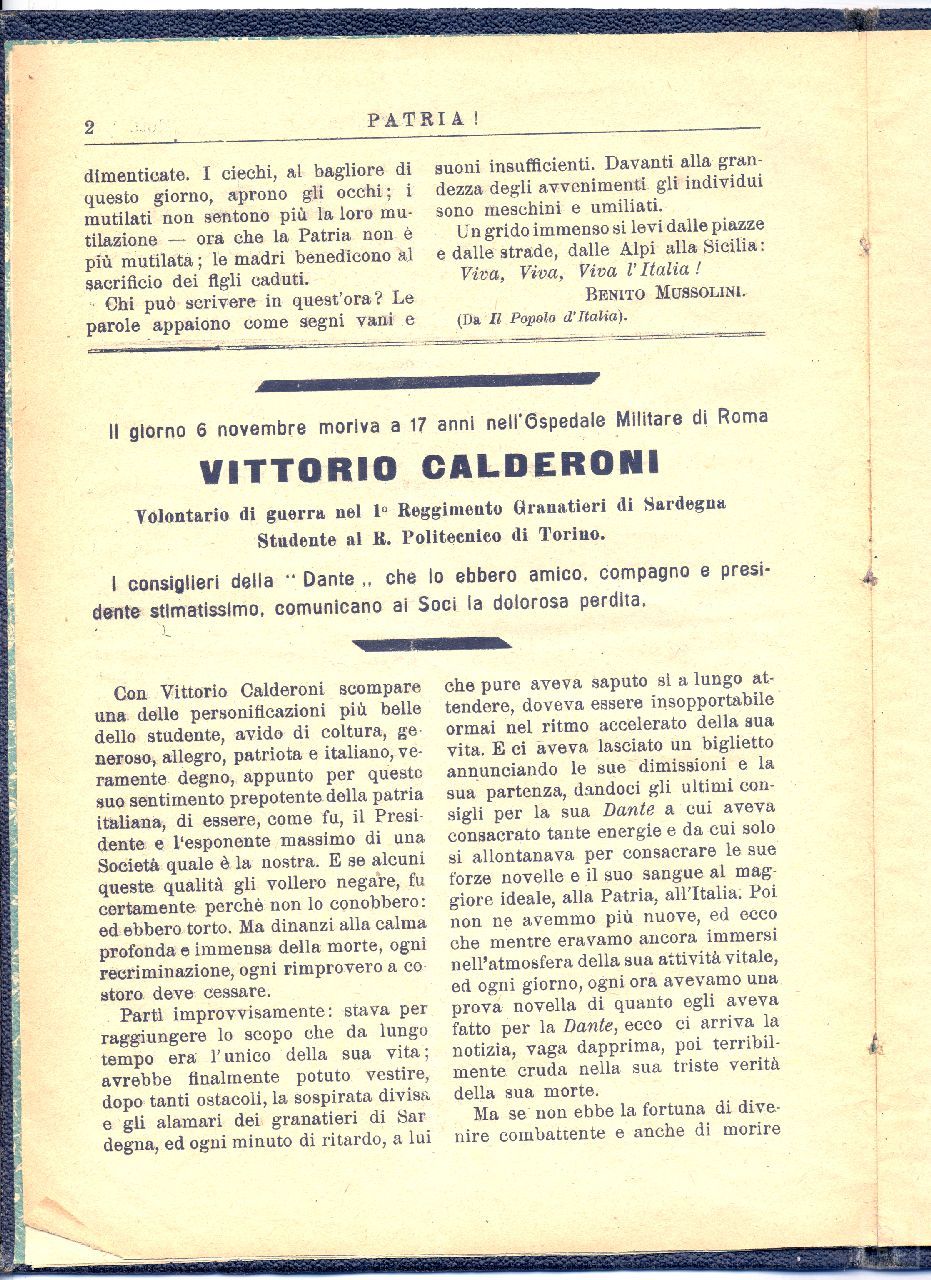 2
PATRIA!
dimenticate. I ciechi, al bagliore di
questo giorno, aprono gli occhi; i
mutilati non sentono più la loro mu-
tilazione — ora che la Patria non è
più mutilata; le madri benedicono al
sacrificio dei figli caduti.
Chi può scrivere in quest'ora? Le
parole appaiono come segni vani e
suoni insufficienti. Davanti alla gran-
dezza degli avvenimenti gli individui
sono meschini e umiliati.
Un grido immenso si levi dalle piazze
e dalle strade, dalle Alpi alla Sicilia:
Viva, Viva, Viva l'Italia!
BENITO MUSSOLINI.
(Da Il Popolo d'Italia).
Il giorno 6 novembre moriva a 17 anni nell'Ospedale Militare di Roma
VITTORIO CALDERONI
Volontario di guerra nel 1º Reggimento Granatieri di Sardegna
Studente al R. Politecnico di Torino.
I consiglieri della “ Dante „ che lo ebbero amico, compagno e presi-
dente stimatissimo, comunicano ai Soci la dolorosa perdita.
Con Vittorio Calderoni scompare
una delle personificazioni più belle
dello studente, avido di coltura, ge-
neroso, allegro, patriota e italiano, ve-
ramente degno, appunto per questo
suo sentimento prepotente della patria
italiana, di essere, come fu, il Presi-
dente e l'esponente massimo di una
Società quale è la nostra. E se alcuni
queste qualità gli vollero negare, fu
certamente perchè non lo conobbero:
ed ebbero torto. Ma dinanzi alla calma
profonda e immensa della morte, ogni
recriminazione, ogni rimprovero a co-
storo deve cessare.
Partì improvvisamente: stava per
raggiungere lo scopo che da lungo
tempo era l'unico della sua vita;
avrebbe finalmente potuto vestire,
dopo tanti ostacoli, la sospirata divisa
e gli alamari dei granatieri di Sar
degna, ed ogni minuto di ritardo, a lui
che pure aveva saputo sì a lungo at-
tendere, doveva essere insopportabile
ormai nel ritmo accelerato della sua
vita. E ci aveva lasciato un biglietto
annunciando le sue dimissioni e la
sua partenza, dandoci gli ultimi con-
sigli per la sua Dante a cui aveva
consacrato tante energie e da cui solo
si allontanava per consacrare le sue
forze novelle e il suo sangue al mag-
giore ideale, alla Patria, all'Italia. Poi
non ne avemmo più nuove, ed ecco
che mentre eravamo ancora immersi
nell'atmosfera della sua attività vitale,
ed ogni giorno, ogni ora avevamo una
prova novella di quanto egli aveva
fatto per la Dante, ecco ci arriva la
notizia, vaga dapprima, poi terribil-
mente cruda nella sua triste verità
della sua morte.
Ma se non ebbe la fortuna di dive-
nire combattente e anche di morire